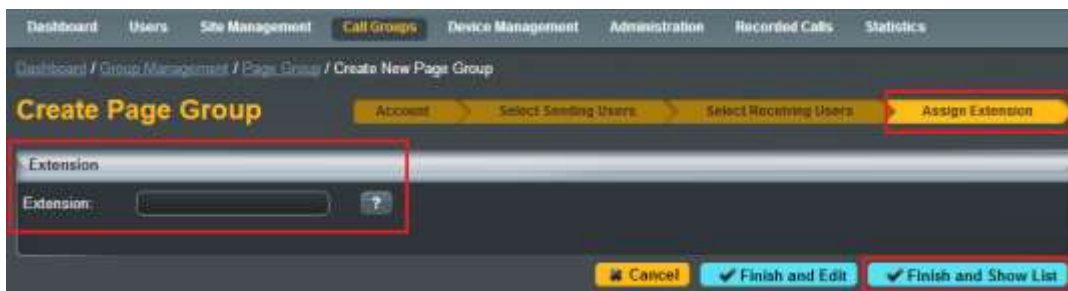 Dashboard Users Site Management Call Groups Device Management Administration Recorded Calls Statistics
Dashboard / Group Management / Page Group / Create New Page Group
Create Page Group Account Select Sending Users Select Receiving Users Assign Extension
Extension
Extension: ?
Cancel Finish and Edit Finish and Show List